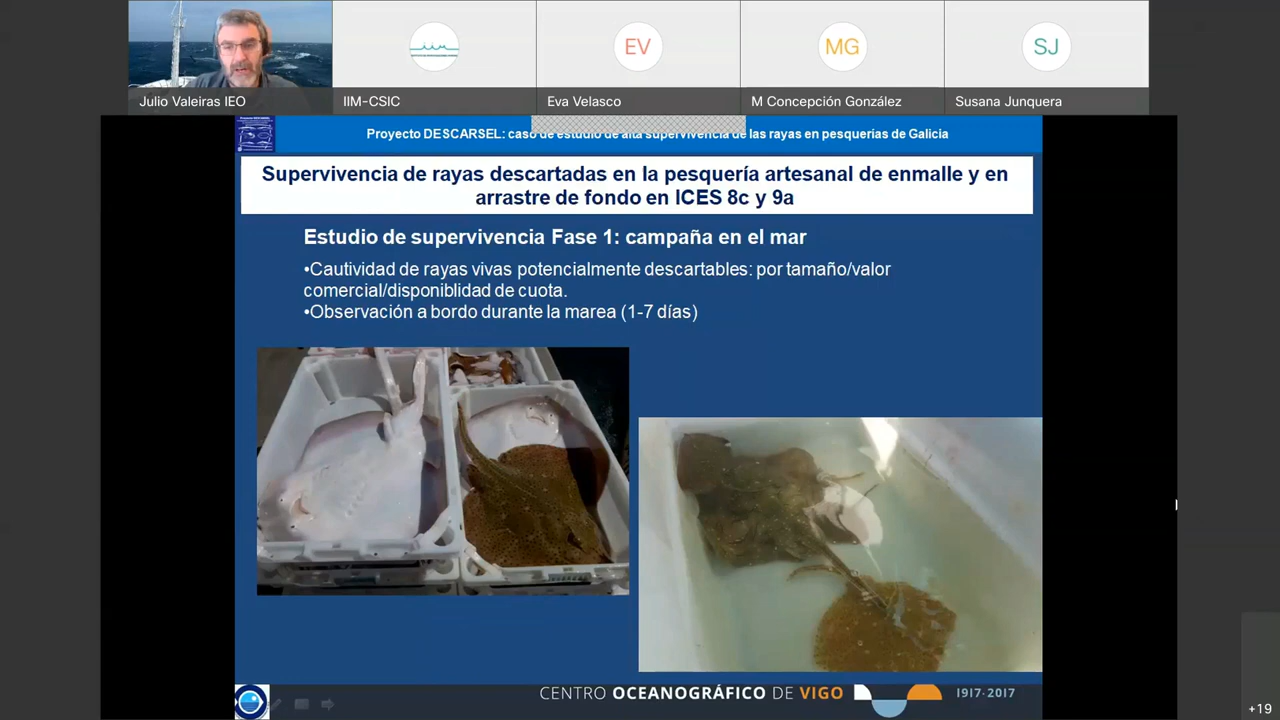 EV
MG
SJ
Julio Valeiras IEO
IIM-CSIC
Eva Velasco
M Concepción González
Susana Junquera
Proyecto DESCARSEL: caso de estudio de alta supervivencia de las rayas en pesquerías de Galicia
Supervivencia de rayas descartadas en la pesquería artesanal de enmalle y en
arrastre de fondo en ICES 8c y 9a
Estudio de supervivencia Fase 1: campaña en el mar
•Cautividad de rayas vivas potencialmente descartables: por tamaño/valor
comercial/disponiblidad de cuota.
•Observación a bordo durante la marea (1-7 días)
CENTRO OCEANOGRÁFICO DE VIGO
1917·2017
+19